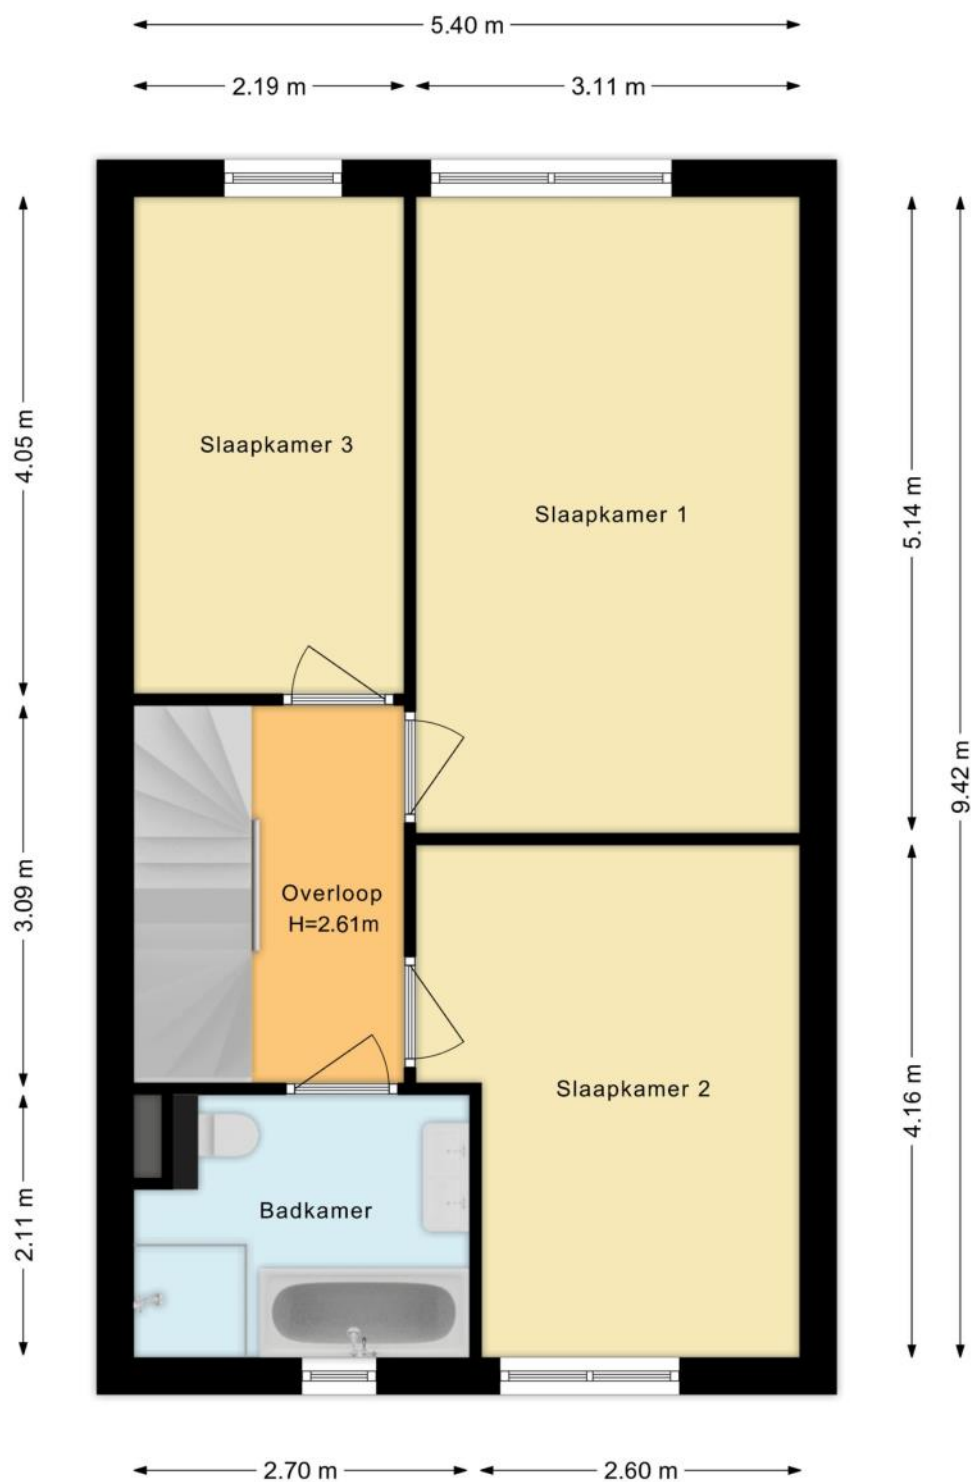 5.40 m
2.19 m
3.11 m
4.05 m
Slaapkamer 3
Slaapkamer 1
5.14 m
9.42 m
3.09 m
Overloop
H=2.61m
Slaapkamer 2
4.16 m
2.11 m
Badkamer
2.70 m
2.60 m